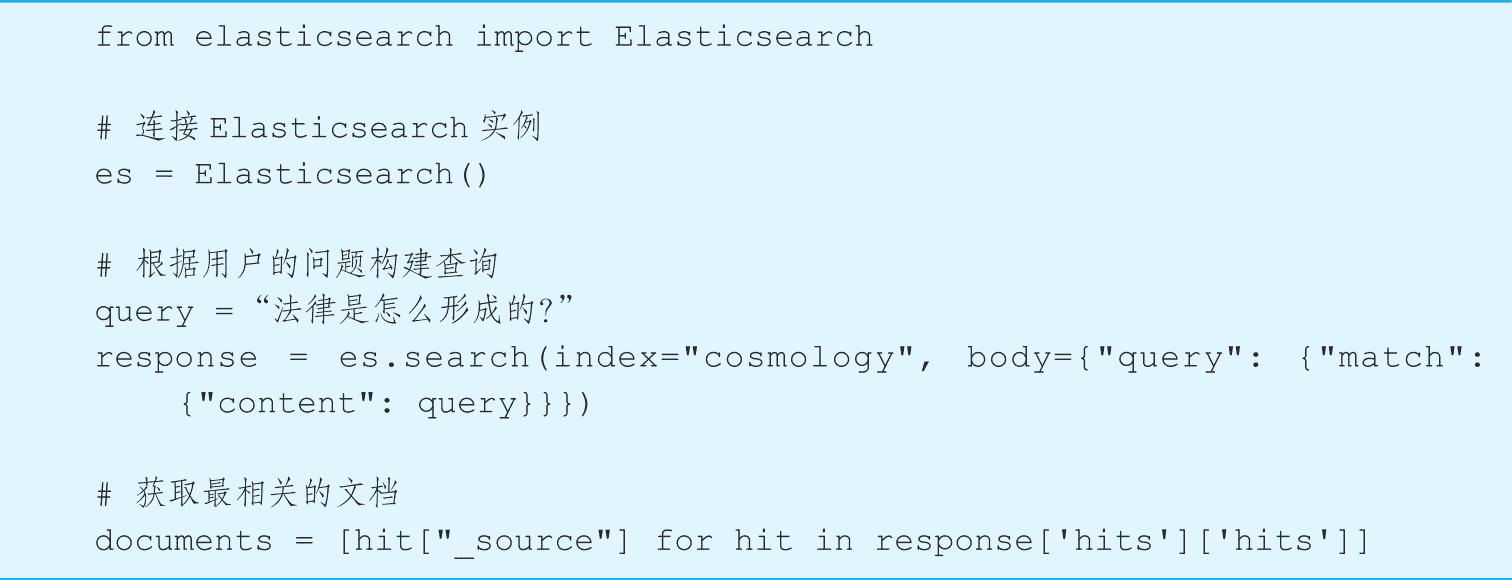 from elasticsearch import Elasticsearch
# 连接 Elasticsearch 实例
es = Elasticsearch()
# 根据用户的问题构建查询
query = “法律是怎么形成的?”
response = es.search(index="cosmology", body={"query": {"match":
{"content": query}}})
# 获取最相关的文档
documents = [hit["_source"] for hit in response['hits']['hits']]